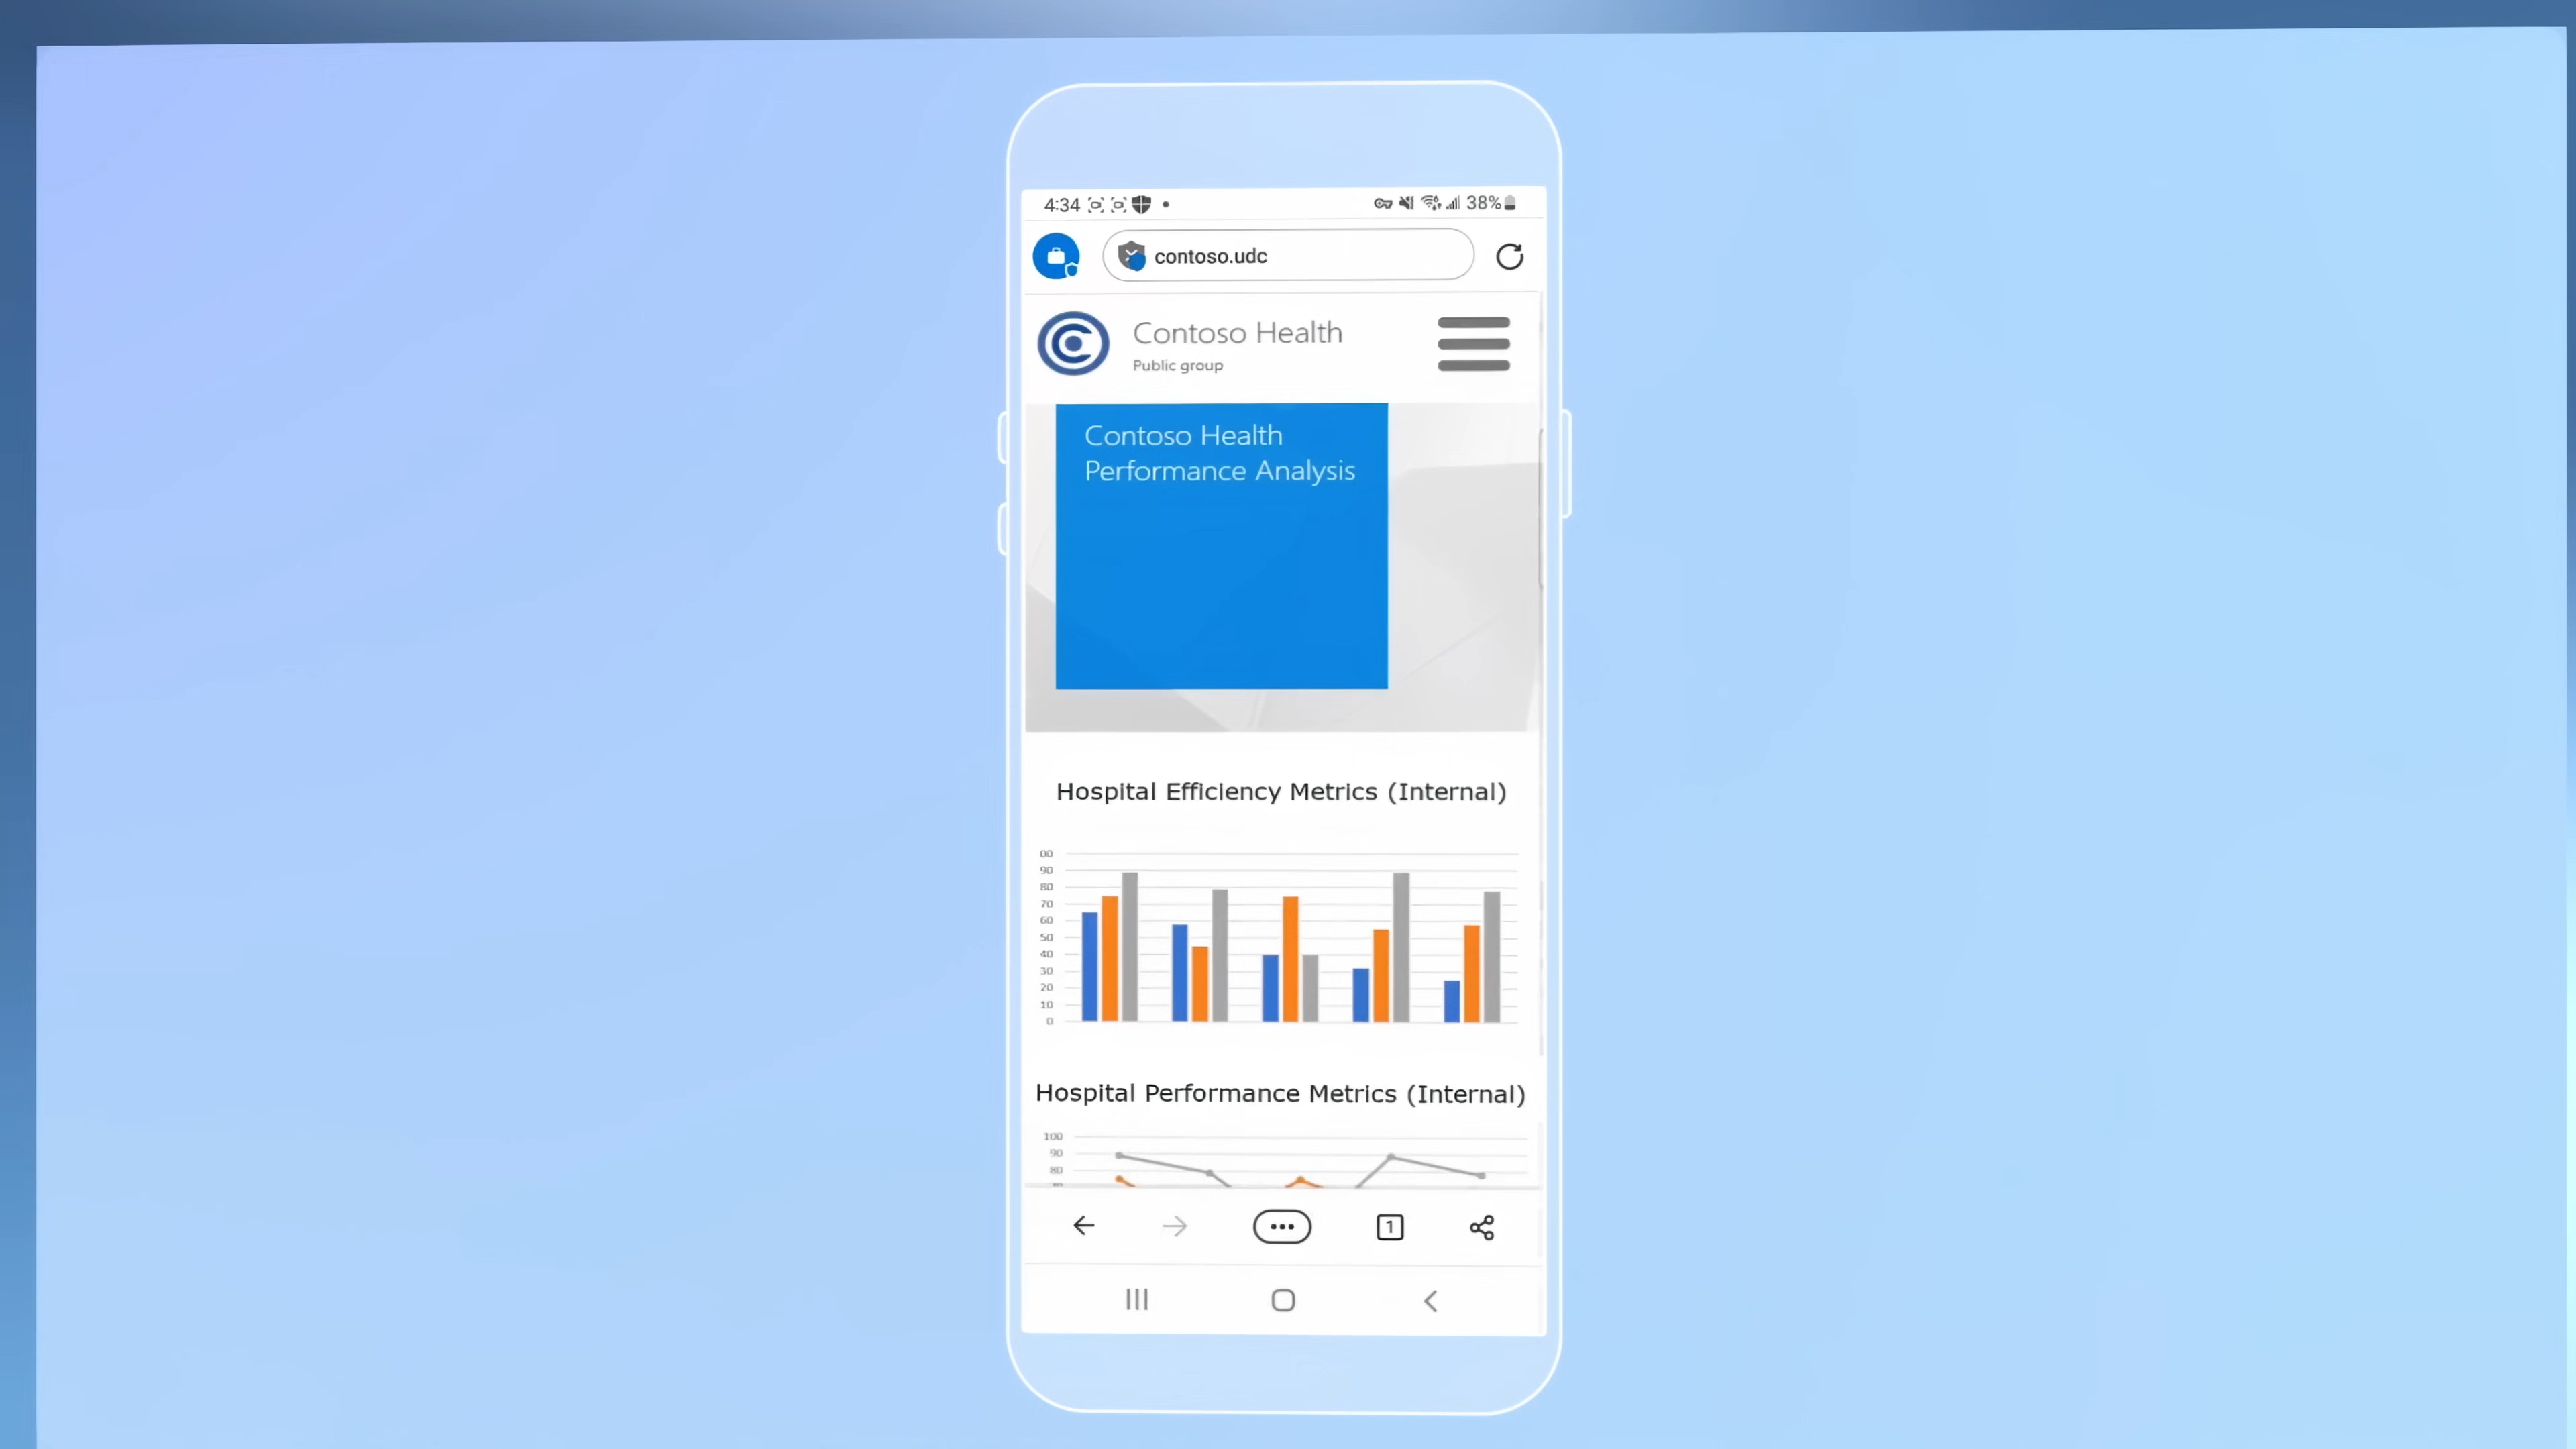 4:34
38%
contoso.udc
Contoso Health
Public group
Contoso Health
Performance Analysis
Hospital Efficiency Metrics (Internal)
00
90
80
70
60
50
40
30
20
10
0
Hospital Performance Metrics (Internal)
100
90
80
1